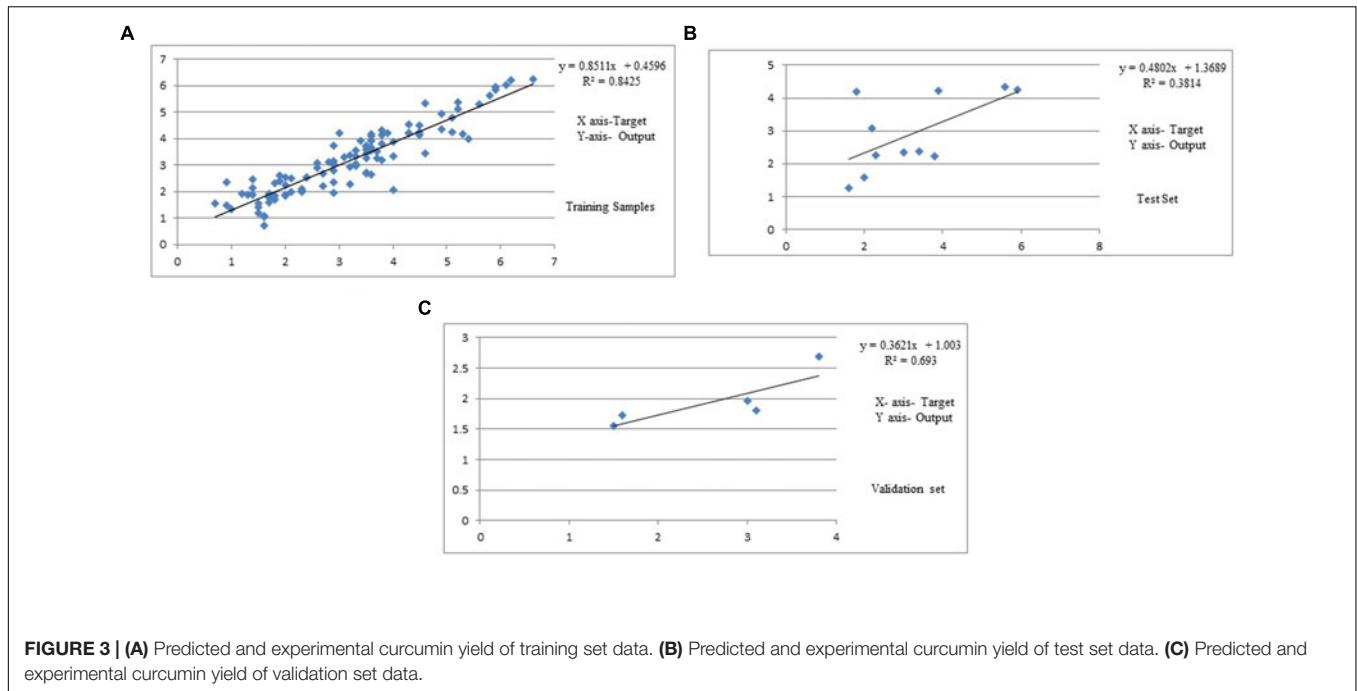 A
7
6
5
4
3
2
1
0
0 1 2 3 4 5 6 7
y = 0.8511x + 0.4596
R² = 0.8425
X axis-Target
Y-axis- Output
Training Samples
B
5
4
3
2
1
0
0 2 4 6 8
y = 0.4802x + 1.3689
R² = 0.3814
X axis- Target
Y axis- Output
Test Set
C
3
2.5
2
1.5
1
0.5
0
0 1 2 3 4
y = 0.3621x + 1.003
R² = 0.693
X- axis- Target
Y axis- Output
Validation set
FIGURE 3 | (A) Predicted and experimental curcumin yield of training set data. (B) Predicted and experimental curcumin yield of test set data. (C) Predicted and
experimental curcumin yield of validation set data.